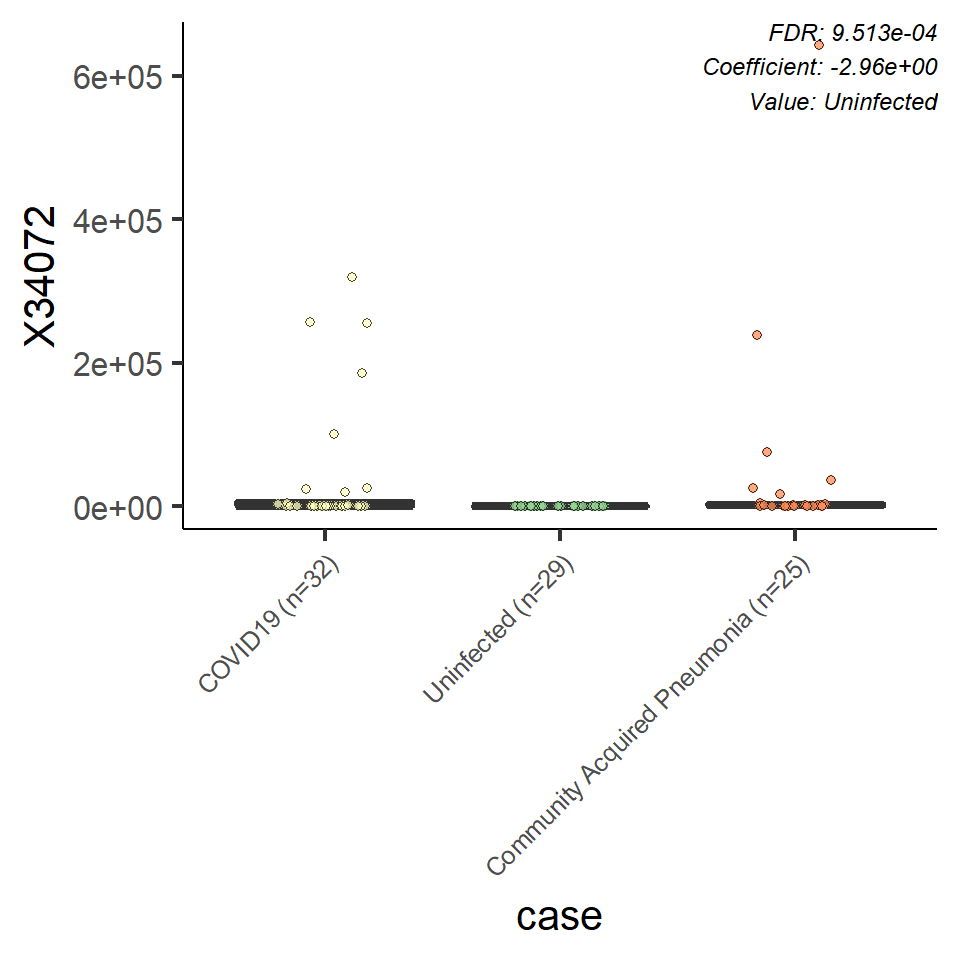 FDR: 9.513e-04
Coefficient: -2.96e+00
Value: Uninfected
6e+05
4e+05
2e+05
0e+00
X34072
COVID19 (n=32)
Uninfected (n=29)
Community Acquired Pneumonia (n=25)
case